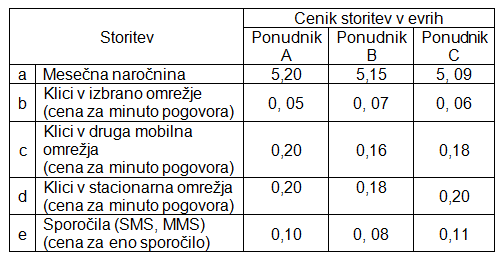 Storitev
Cenik storitev v evrih
Ponudnik A
Ponudnik B
Ponudnik C
a Mesečna naročnina 5,20 5,15 5, 09
b Klici v izbrano omrežje
(cena za minuto pogovora) 0, 05 0, 07 0, 06
c Klici v druga mobilna
omrežja
(cena za minuto pogovora) 0,20 0,16 0,18
d Klici v stacionarna omrežja
(cena za minuto pogovora) 0,20 0,18 0,20
e Sporočila (SMS, MMS)
(cena za eno sporočilo) 0,10 0, 08 0,11